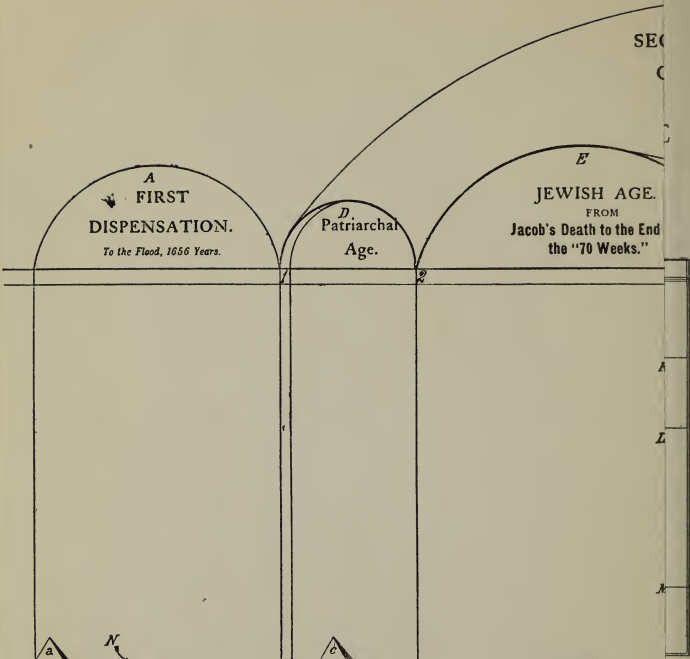 SEC
A
FIRST
DISPENSATION.
To the Flood, 1656 Years.
D
Patriarchal
Age.
E
JEWISH AGE.
FROM
Jacob's Death to the End
the "70 Weeks."
1
2
L
a
N
c